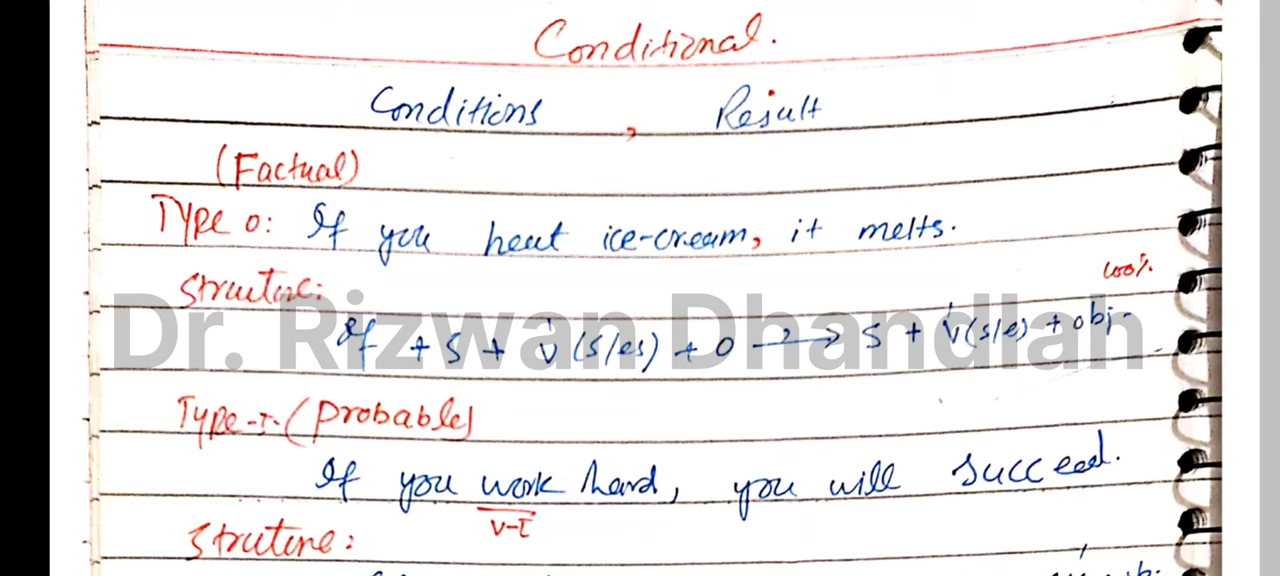 Conditional.
Conditions , Result
(Factual)
Type 0: If you heat ice-cream, it melts.
Structure:
100%
If + S + V́ (s/es) + O → S + V́ (s/e) + obj.
Dr. Rizwan Dhandlah
Type-I-(Probable)
If you work hard, you will succeed.
V-I
Struture: